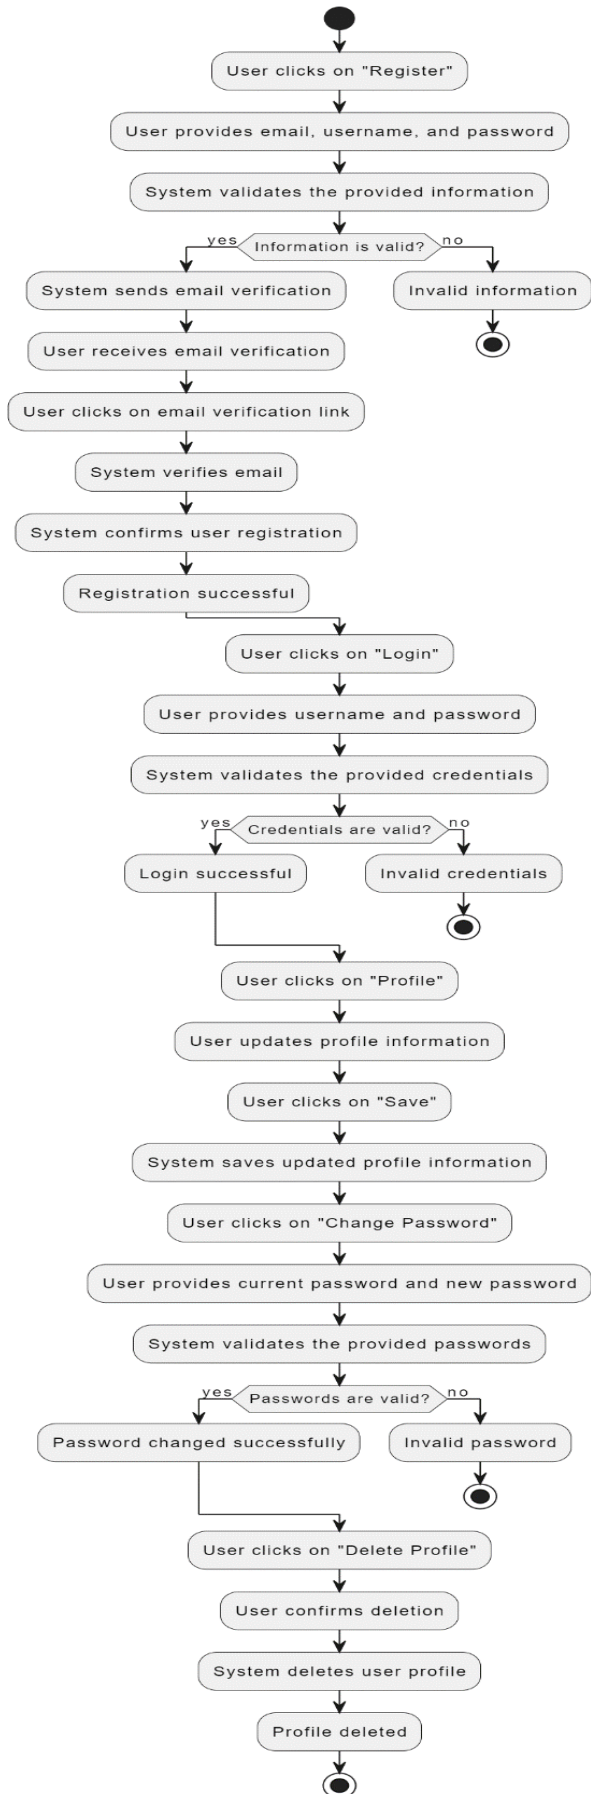 User clicks on "Register"
User provides email, username, and password
System validates the provided information
yes
Information is valid?
no
System sends email verification
Invalid information
User receives email verification
User clicks on email verification link
System verifies email
System confirms user registration
Registration successful
User clicks on "Login"
User provides username and password
System validates the provided credentials
yes
Credentials are valid?
no
Login successful
Invalid credentials
User clicks on "Profile"
User updates profile information
User clicks on "Save"
System saves updated profile information
User clicks on "Change Password"
User provides current password and new password
System validates the provided passwords
yes
Passwords are valid?
no
Password changed successfully
Invalid password
User clicks on "Delete Profile"
User confirms deletion
System deletes user profile
Profile deleted